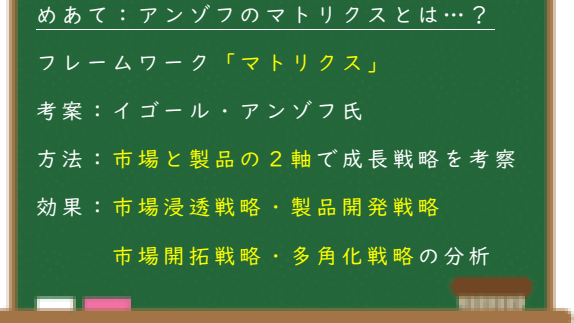 めあて：アンゾフのマトリクスとは…？
フレームワーク「マトリクス」
考案：イゴール・アンゾフ氏
方法：市場と製品の２軸で成長戦略を考察
効果：市場浸透戦略・製品開発戦略
市場開拓戦略・多角化戦略の分析